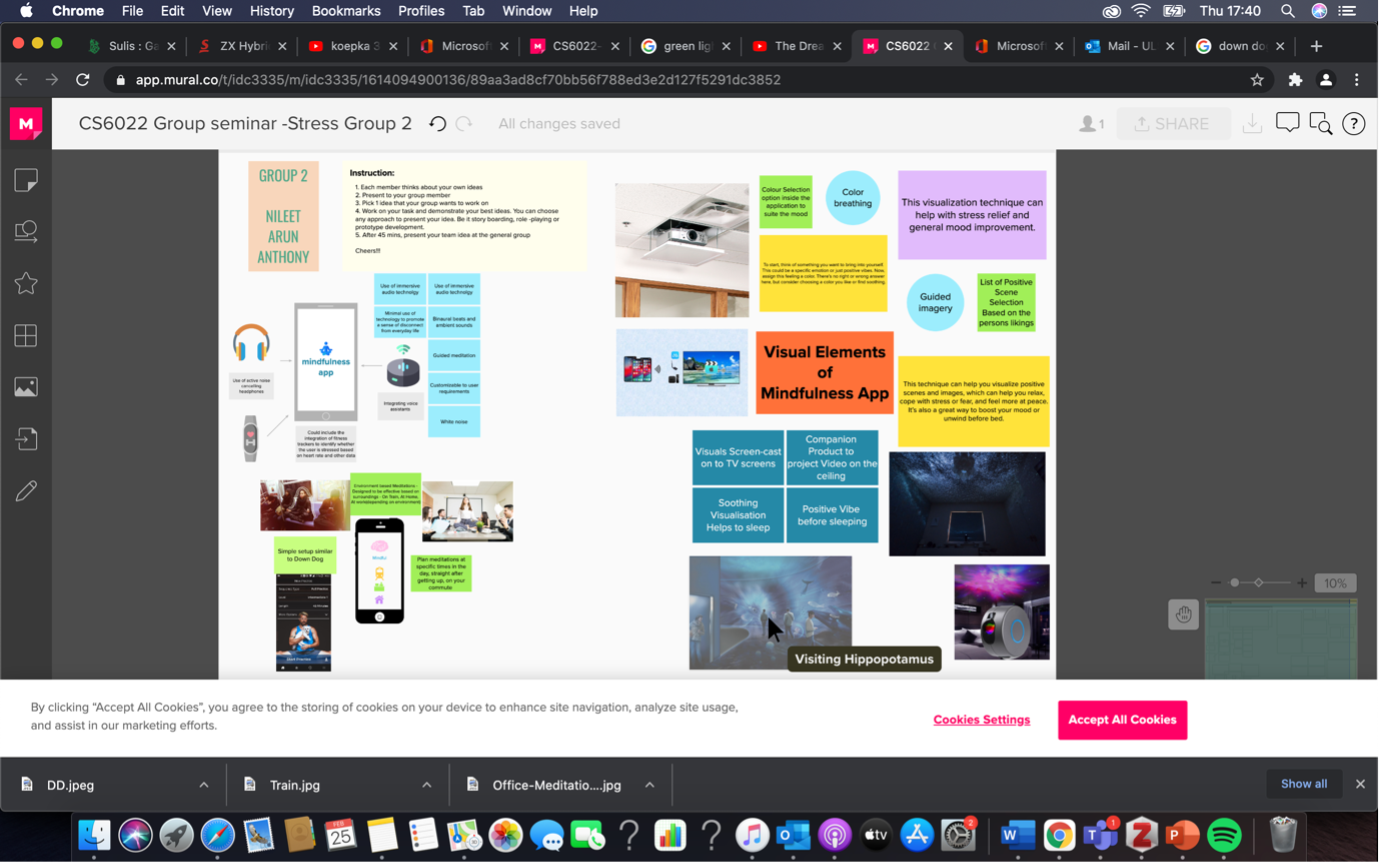 Chrome File Edit View History Bookmarks Profiles Tab Window Help Thu 17:40
Sulis : Ga ZX Hybri koepka 3 Microsof CS6022- green lig The Drea CS6022 Microsof Mail - UL down do
app.mural.co/t/idc3335/m/idc3335/1614094900136/89aa3ad8cf70bb56f788ed3e2d127f5291dc3852
M CS6022 Group seminar -Stress Group 2 All changes saved 1 SHARE ?
GROUP 2
NILEET
ARUN
ANTHONY
Instruction:
1. Each member thinks about your own ideas
2. Present to your group member
3. Pick 1 idea that your group wants to work on
4. Work on your task and demonstrate your best ideas. You can choose
any approach to present your idea. Be it story boarding, role -playing or
prototype development.
5. After 45 mins, present your team idea at the general group
Cheers!!!
Use of immersive
audio technology
Use of immersive
audio technology
Minimal use of
technology to promote
a sense of disconnect
from everyday life
Binaural beats and
ambient sounds
Guided meditation
Customizable to user
requirements
White noise
mindfulness
app
Use of active noise
cancelling
headphones
Integrating voice
assistants
Could include the
integration of fitness
trackers to identify whether
the user is stressed based
on heart rate and other data
Environment based Meditations -
Designed to be effective based on
surroundings - On Train, At Home,
At work(depending on environment)
Simple setup similar
to Down Dog
Plan meditations at
specific times in the
day, straight after
getting up, on your
commute
Colour Selection
option inside the
application to
suite the mood
Color
breathing
This visualization technique can
help with stress relief and
general mood improvement.
To start, think of something you want to bring into yourself.
This could be a specific emotion or just positive vibes. Now,
assign this feeling a color. There's no right or wrong answer
here, but consider choosing a color you like or find soothing.
Guided
imagery
List of Positive
Scene
Selection
Based on the
persons likings
Visual Elements
of
Mindfulness App
This technique can help you visualize positive
scenes and images, which can help you relax,
cope with stress or fear, and feel more at peace.
It's also a great way to boost your mood or
unwind before bed.
Visuals Screen-cast
on to TV screens
Companion
Product to
project Video on the
ceiling
Soothing
Visualisation
Helps to sleep
Positive Vibe
before sleeping
Visiting Hippopotamus
10%
By clicking "Accept All Cookies", you agree to the storing of cookies on your device to enhance site navigation, analyze site usage,
and assist in our marketing efforts.
Cookies Settings Accept All Cookies
DD.jpeg Train.jpg Office-Meditatio....jpg Show all
FEB
25
tv
2
1
W
Z
P